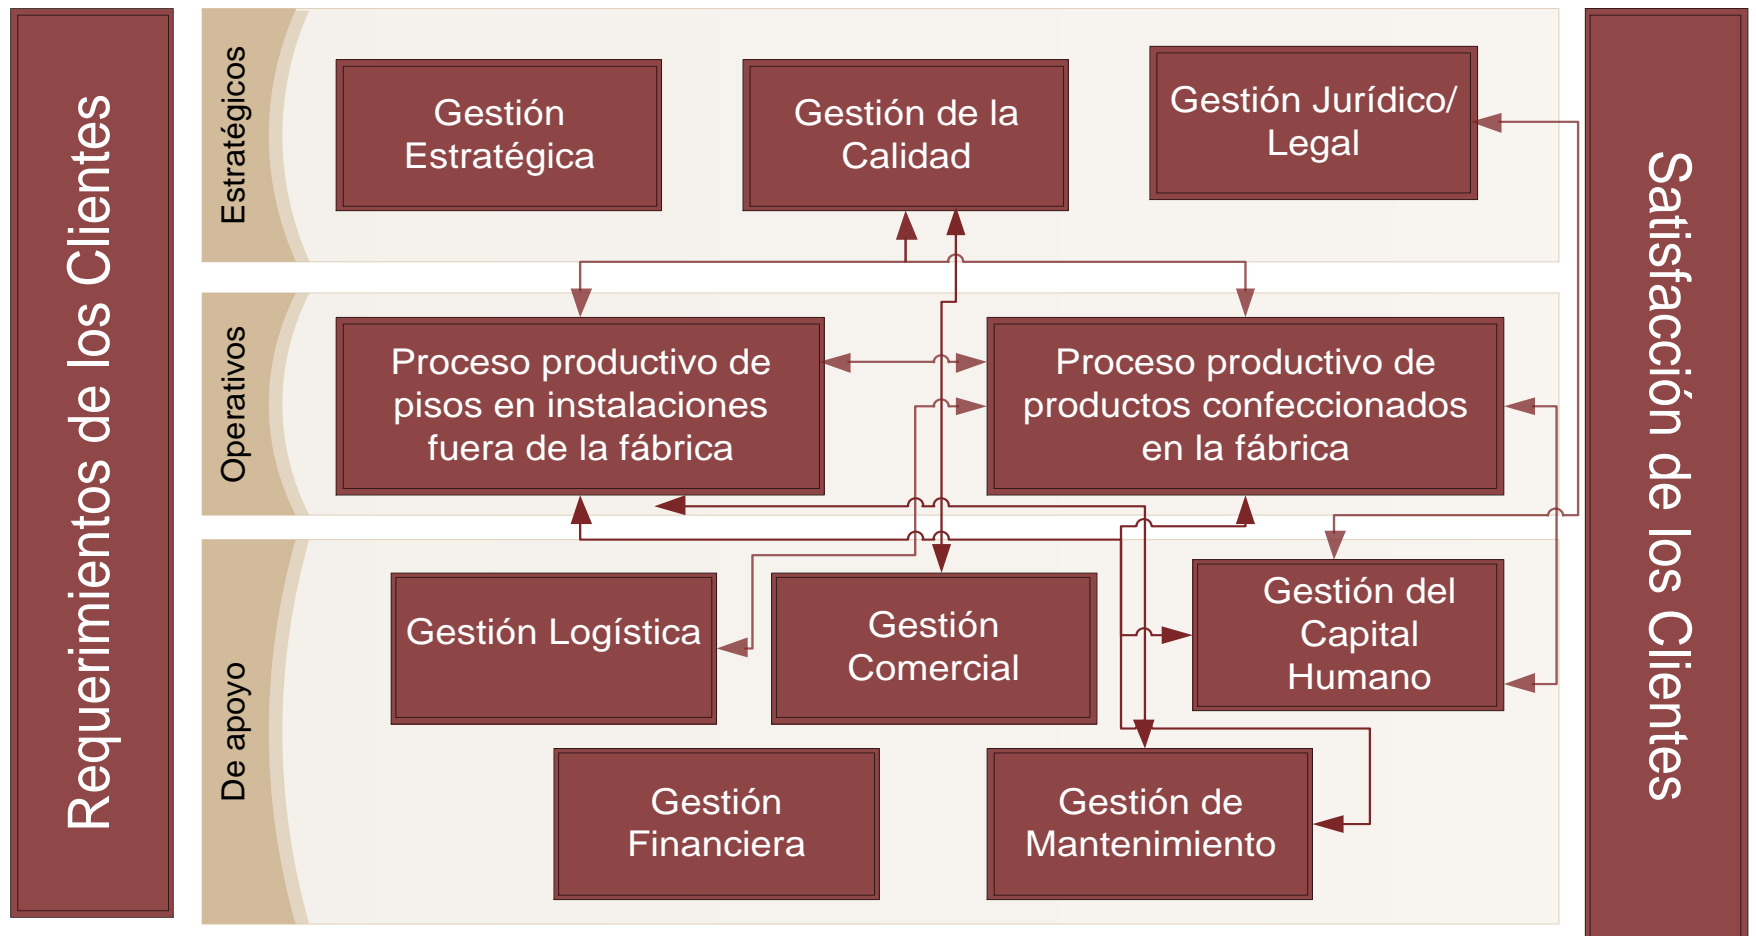 Requerimientos de los Clientes
Estratégicos
Gestión
Estratégica
Gestión de la
Calidad
Gestión Jurídico/
Legal
Operativos
Proceso productivo de
pisos en instalaciones
fuera de la fábrica
Proceso productivo de
productos confeccionados
en la fábrica
De apoyo
Gestión Logística
Gestión
Comercial
Gestión del
Capital
Humano
Gestión
Financiera
Gestión de
Mantenimiento
Satisfacción de los Clientes